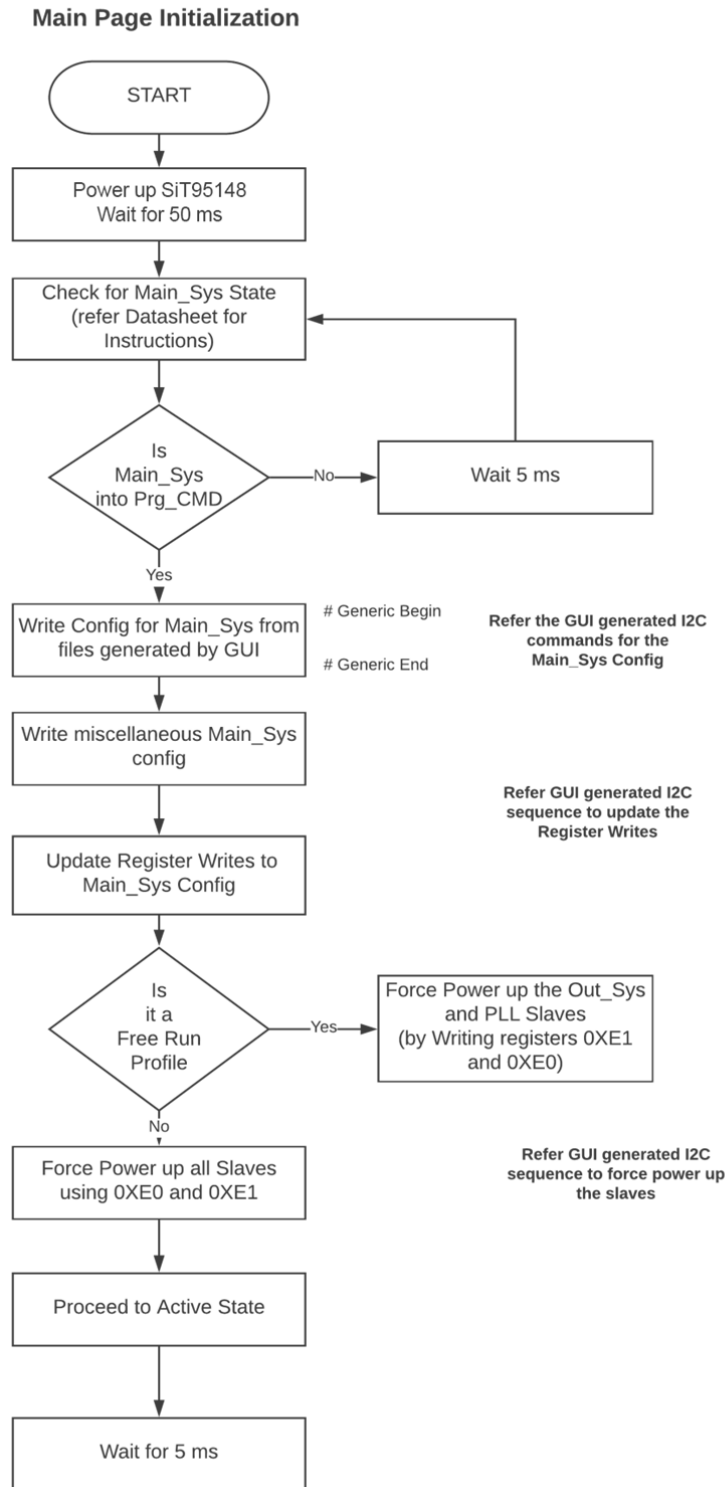 Main Page Initialization
START
Power up SiT95148
Wait for 50 ms
Check for Main_Sys State
(refer Datasheet for
Instructions)
Is
Main_Sys
into Prg_CMD
No
Wait 5 ms
Yes
Write Config for Main_Sys from
files generated by GUI
# Generic Begin
# Generic End
Refer the GUI generated I2C
commands for the
Main_Sys Config
Write miscellaneous Main_Sys
config
Refer GUI generated I2C
sequence to update the
Register Writes
Update Register Writes to
Main_Sys Config
Is
it a
Free Run
Profile
Yes
Force Power up the Out_Sys
and PLL Slaves
(by Writing registers 0XE1
and 0XE0)
No
Force Power up all Slaves
using 0XE0 and 0XE1
Refer GUI generated I2C
sequence to force power up
the slaves
Proceed to Active State
Wait for 5 ms